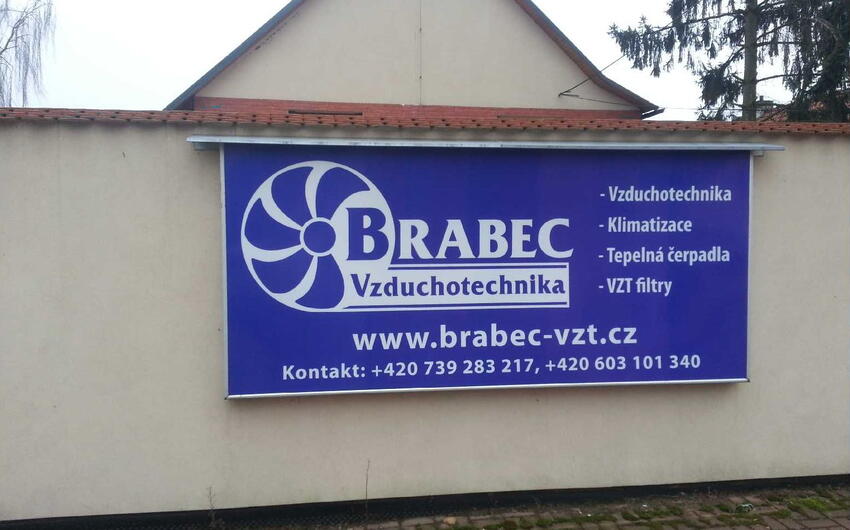 BRABEC
Vzduchotechnika
- Vzduchotechnika
- Klimatizace
- Tepelná čerpadla
- VZT filtry
www.brabec-vzt.cz
Kontakt: +420 739 283 217, +420 603 101 340